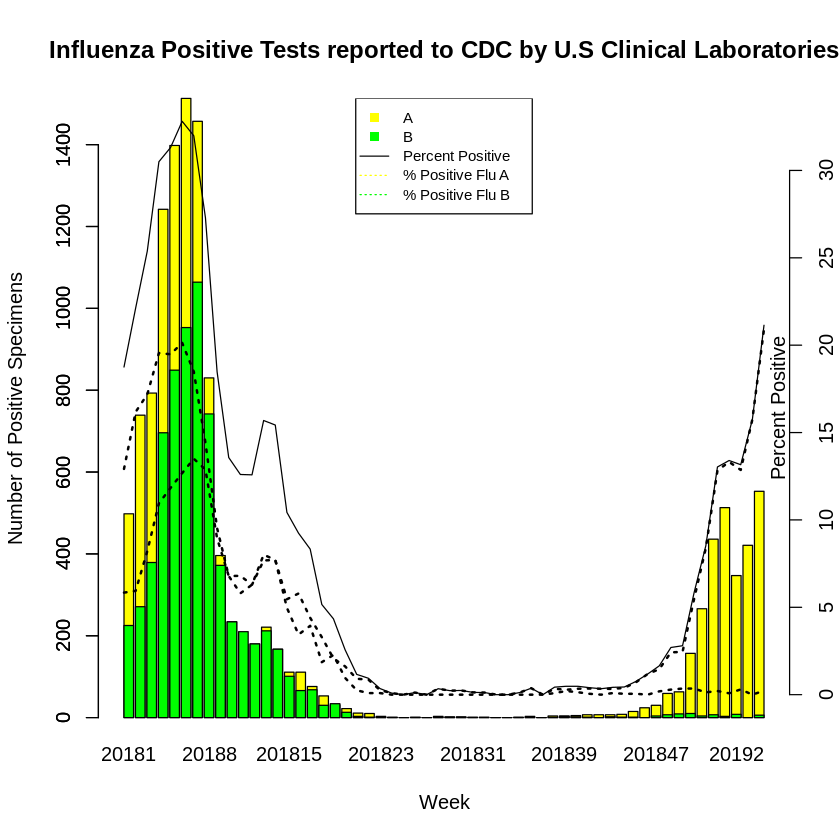 Influenza Positive Tests reported to CDC by U.S Clinical Laboratories
A
B
Percent Positive
% Positive Flu A
% Positive Flu B
Number of Positive Specimens
0
200
400
600
800
1000
1200
1400
Percent Positive
0
5
10
15
20
25
30
20181
20188
201815
201823
201831
201839
201847
20192
Week